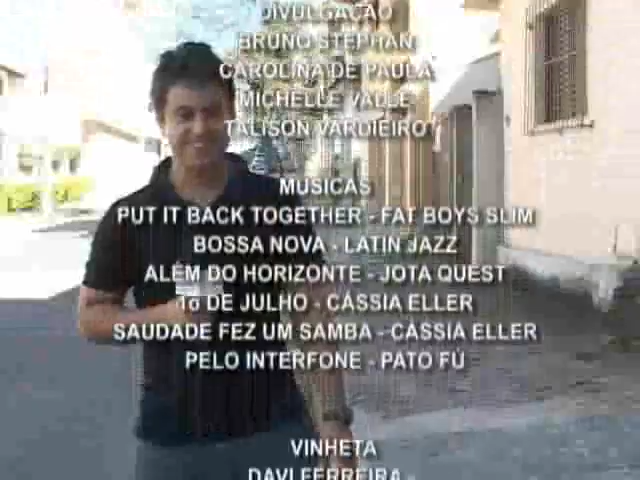 DIVULGAÇÃO
BRUNO STEPHAN
CAROLINA DE PAULA
MICHELLE VALLE
TALISON VARDIEIRO
MUSICAS
PUT IT BACK TOGETHER - FAT BOYS SLIM
BOSSA NOVA - LATIN JAZZ
ALÉM DO HORIZONTE - JOTA QUEST
1º DE JULHO - CÁSSIA ELLER
SAUDADE FEZ UM SAMBA - CÁSSIA ELLER
PELO INTERFONE - PATO FÚ
VINHETA
DAVI FERREIRA